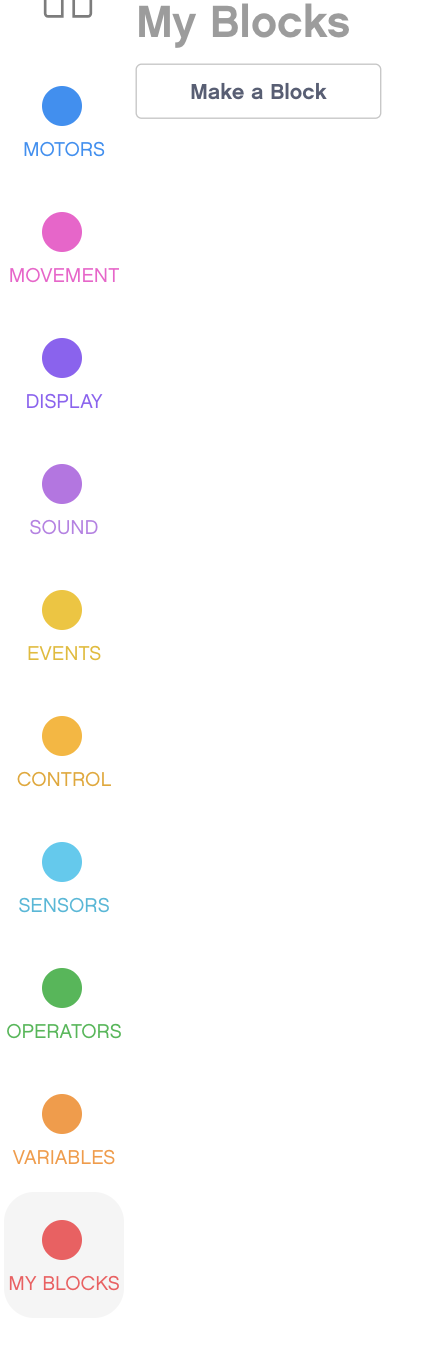 My Blocks
Make a Block
MOTORS
MOVEMENT
DISPLAY
SOUND
EVENTS
CONTROL
SENSORS
OPERATORS
VARIABLES
MY BLOCKS